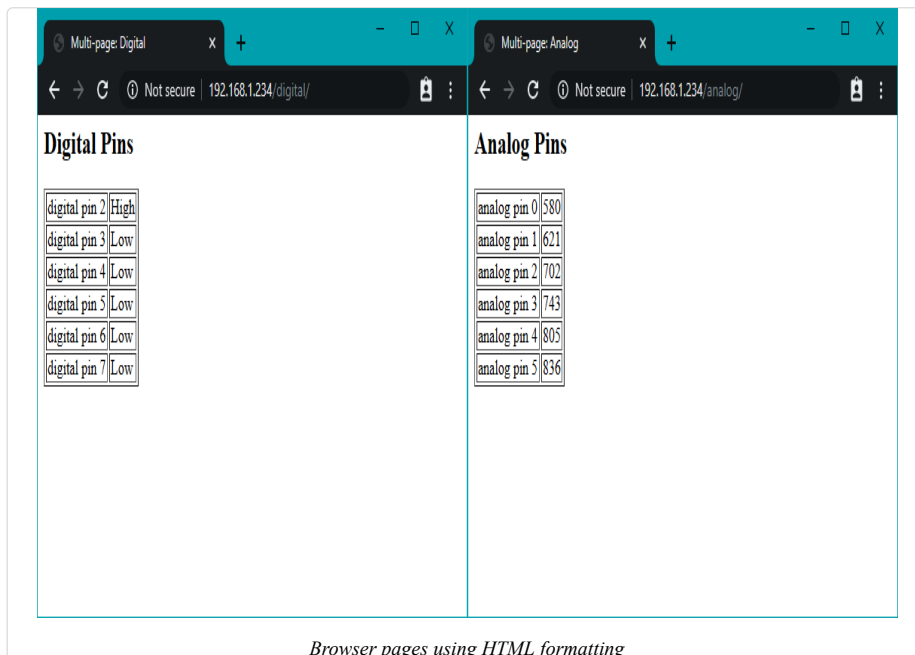 Multi-page: Digital
Not secure 192.168.1.234/digital/
Digital Pins
digital pin 2 High
digital pin 3 Low
digital pin 4 Low
digital pin 5 Low
digital pin 6 Low
digital pin 7 Low
Multi-page: Analog
Not secure 192.168.1.234/analog/
Analog Pins
analog pin 0 580
analog pin 1 621
analog pin 2 702
analog pin 3 743
analog pin 4 805
analog pin 5 836
Browser pages using HTML formatting